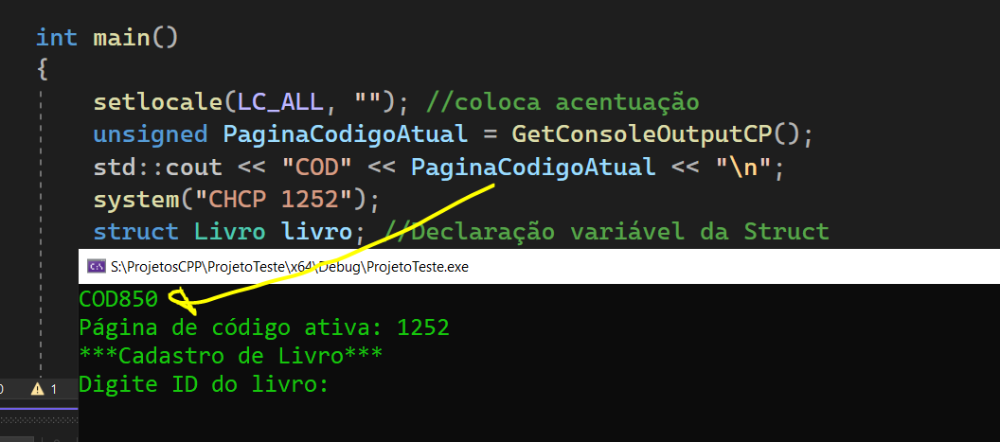 int main()
{
setlocale(LC_ALL, ""); //coloca acentuação
unsigned PaginaCodigoAtual = GetConsoleOutputCP();
std::cout << "COD" << PaginaCodigoAtual << "\n";
system("CHCP 1252");
struct Livro livro; //Declaração variável da Struct
S:\ProjetosCPP\ProjetoTeste\x64\Debug\ProjetoTeste.exe
COD850
Página de código ativa: 1252
***Cadastro de Livro***
Digite ID do livro:
0 1